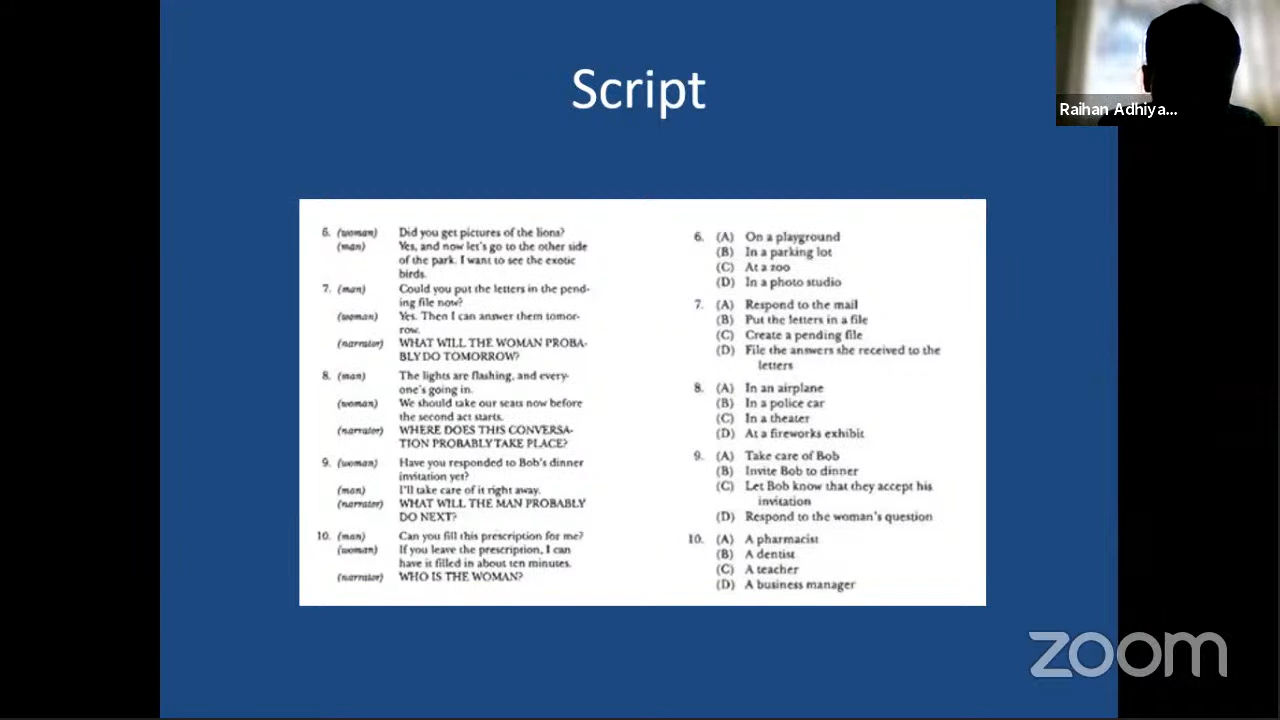 Script
Raihan Adhiya...
6. (woman) Did you get pictures of the lions?
(man) Yes, and now let's go to the other side
of the park. I want to see the exotic
birds.
7. (man) Could you put the letters in the pend-
ing file now?
(woman) Yes. Then I can answer them tomor-
row.
(narrator) WHAT WILL THE WOMAN PROBA-
BLY DO TOMORROW?
8. (man) The lights are flashing, and every-
one's going in.
(woman) We should take our seats now before
the second act starts.
(narrator) WHERE DOES THIS CONVERSA-
TION PROBABLY TAKE PLACE?
9. (woman) Have you responded to Bob's dinner
invitation yet?
(man) I'll take care of it right away.
(narrator) WHAT WILL THE MAN PROBABLY
DO NEXT?
10. (man) Can you fill this prescription for me?
(woman) If you leave the prescription, I can
have it filled in about ten minutes.
(narrator) WHO IS THE WOMAN?
6. (A) On a playground
(B) In a parking lot
(C) At a zoo
(D) In a photo studio
7. (A) Respond to the mail
(B) Put the letters in a file
(C) Create a pending file
(D) File the answers she received to the
letters
8. (A) In an airplane
(B) In a police car
(C) In a theater
(D) At a fireworks exhibit
9. (A) Take care of Bob
(B) Invite Bob to dinner
(C) Let Bob know that they accept his
invitation
(D) Respond to the woman's question
10. (A) A pharmacist
(B) A dentist
(C) A teacher
(D) A business manager
zoom